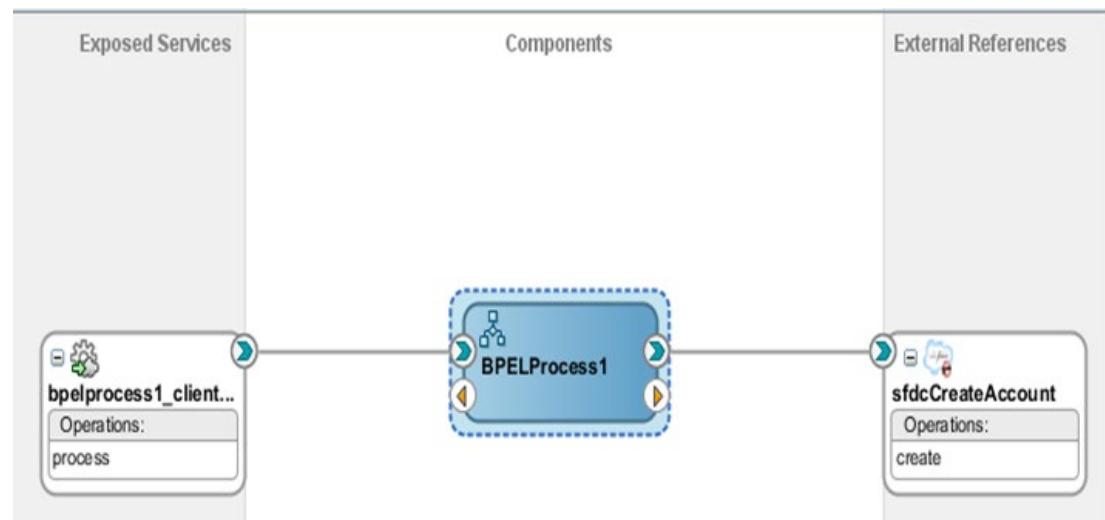 Exposed Services
Components
External References
BPELProcess1
bpelprocess1_client...
Operations:
process
sfdcCreateAccount
Operations:
create